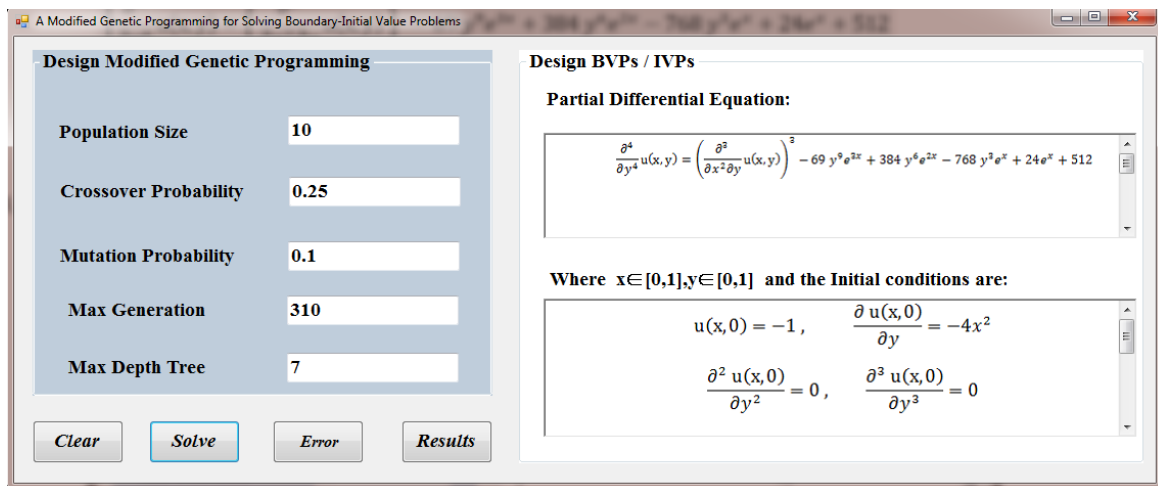 A Modified Genetic Programming for Solving Boundary-Initial Value Problems
Design Modified Genetic Programming
Population Size 10
Crossover Probability 0.25
Mutation Probability 0.1
Max Generation 310
Max Depth Tree 7
Clear Solve Error Results
Design BVPs / IVPs
Partial Differential Equation:
∂⁴/∂y⁴ u(x,y) = (∂³/∂x²∂y u(x,y))³ − 69 y⁹e³ˣ + 384 y⁶e²ˣ − 768 y³eˣ + 24eˣ + 512
Where x∈[0,1],y∈[0,1] and the Initial conditions are:
u(x,0) = −1 , ∂ u(x,0)/∂y = −4x²
∂² u(x,0)/∂y² = 0 , ∂³ u(x,0)/∂y³ = 0